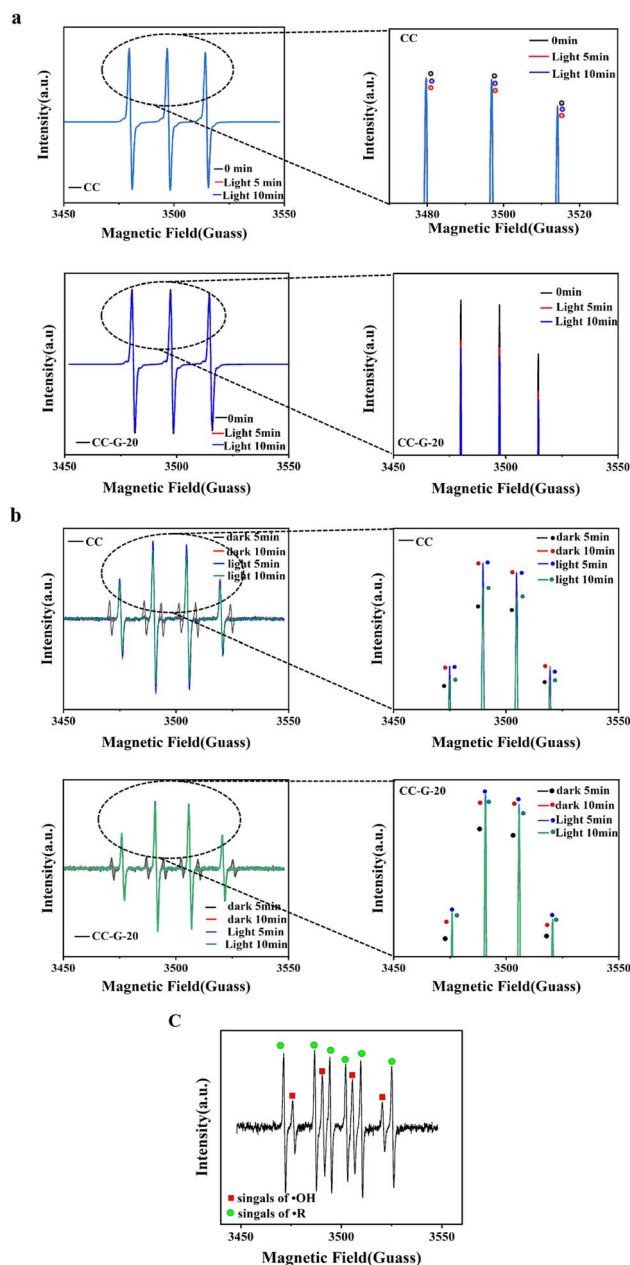 a
Intensity(a.u.)
CC
0 min
Light 5 min
Light 10min
3450
3500
3550
Magnetic Field(Guass)
Intensity(a.u.)
CC
0min
Light 5min
Light 10min
3480
3500
3520
Magnetic Field(Guass)
Intensity(a.u)
CC-G-20
0min
Light 5min
Light 10min
3450
3500
3550
Magnetic Field(Guass)
Intensity(a.u.)
0min
Light 5min
Light 10min
CC-G-20
3450
3500
3550
Magnetic Field(Guass)
b
Intensity(a.u.)
CC
dark 5min
dark 10min
light 5min
light 10min
3450
3500
3550
Magnetic Field(Guass)
Intensity(a.u.)
CC
dark 5min
dark 10min
light 5min
light 10min
3450
3500
3550
Magnetic Field(Guass)
Intensity(a.u.)
CC-G-20
dark 5min
dark 10min
Light 5min
Light 10min
3450
3500
3550
Magnetic Field(Guass)
Intensity(a.u.)
CC-G-20
dark 5min
dark 10min
Light 5min
Light 10min
3450
3500
3550
Magnetic Field(Guass)
C
Intensity(a.u.)
singals of •OH
singals of •R
3450
3500
3550
Magnetic Field(Guass)